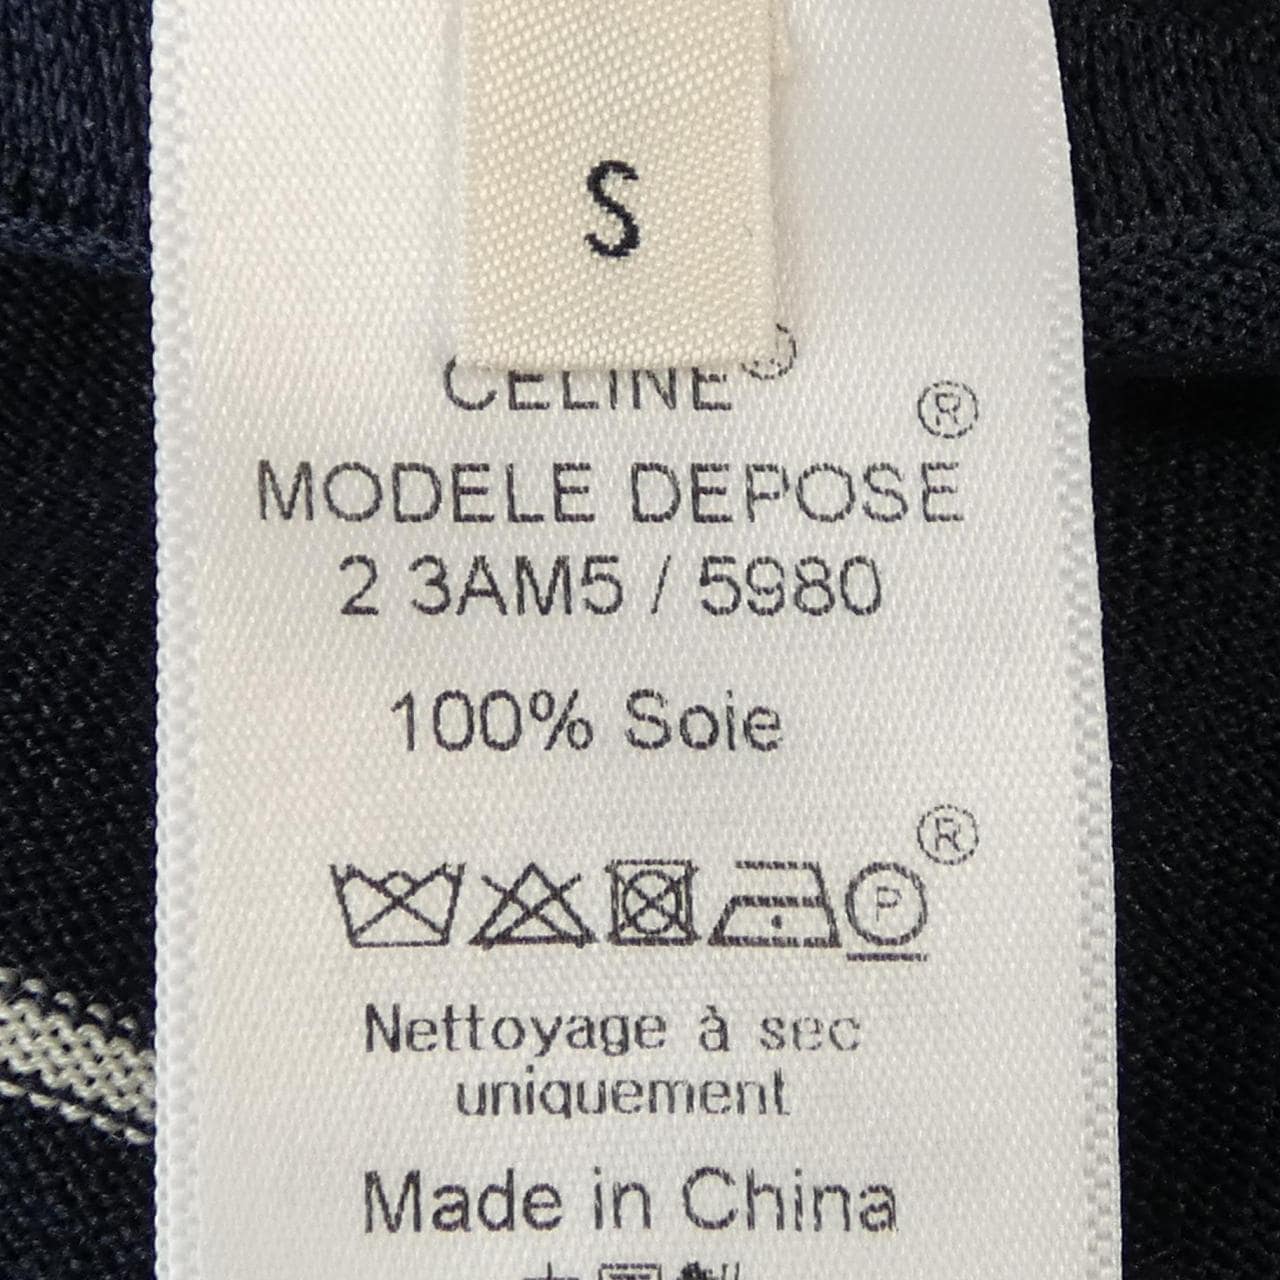 S
CELINE®
®
MODELE DEPOSE
2 3AM5 / 5980
100% Soie
®
P
Nettoyage à sec
uniquement
Made in China